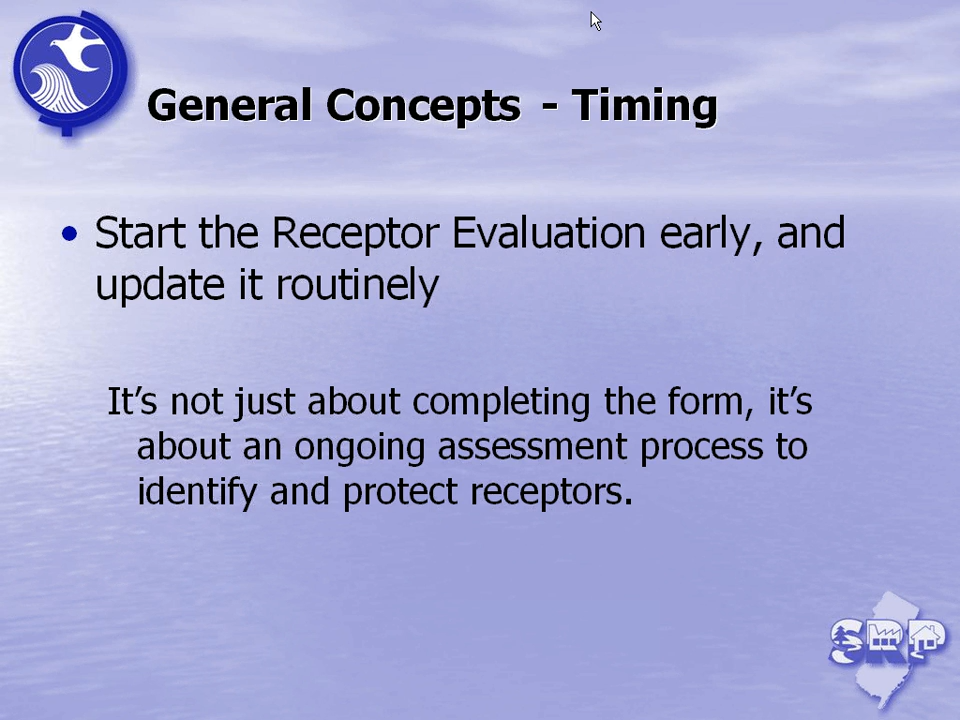 General Concepts - Timing
• Start the Receptor Evaluation early, and
update it routinely
It’s not just about completing the form, it’s
about an ongoing assessment process to
identify and protect receptors.
SRP